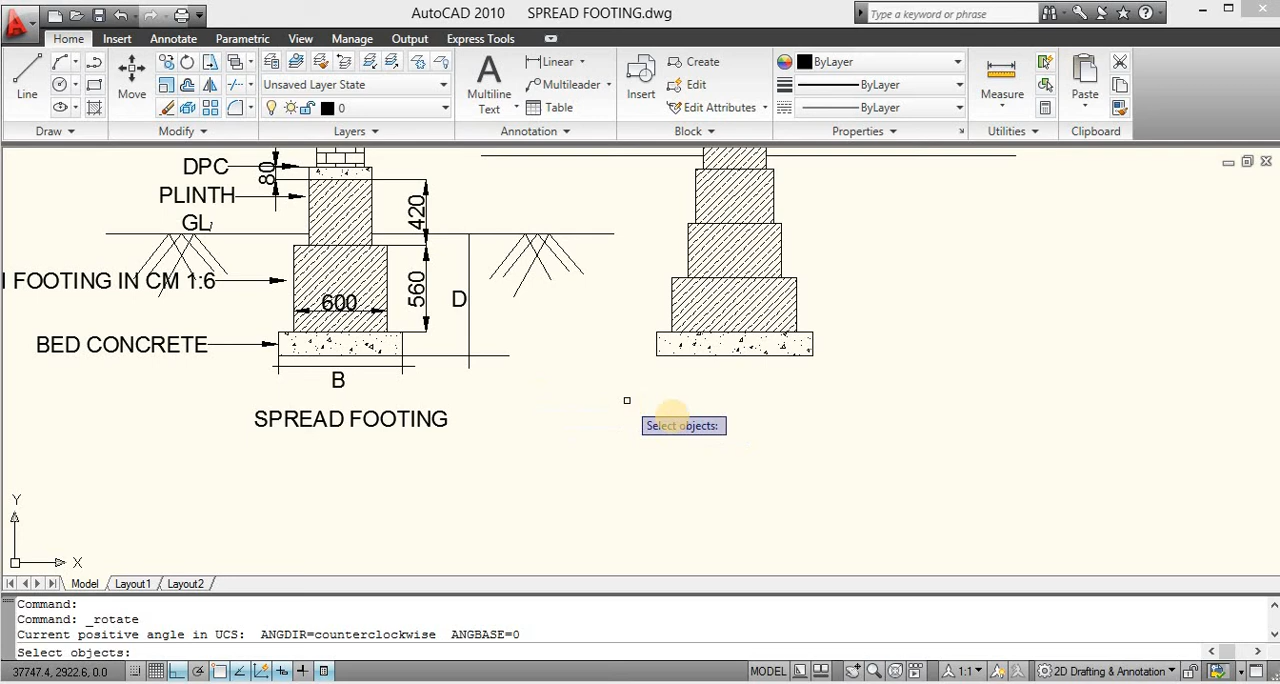 AutoCAD 2010 SPREAD FOOTING.dwg
Type a keyword or phrase
Home Insert Annotate Parametric View Manage Output Express Tools
Line
Move
Unsaved Layer State
0
Multiline
Text
Linear
Multileader
Table
Insert
Create
Edit
Edit Attributes
ByLayer
ByLayer
ByLayer
Measure
Paste
Draw Modify Layers Annotation Block Properties Utilities Clipboard
DPC
80
PLINTH
GL
420
I FOOTING IN CM 1:6
600
560
D
BED CONCRETE
B
SPREAD FOOTING
Select objects:
Y
X
Model Layout1 Layout2
Command:
Command: _rotate
Current positive angle in UCS: ANGDIR=counterclockwise ANGBASE=0
Select objects:
37747.4, 2922.6, 0.0 MODEL 1:1 2D Drafting & Annotation